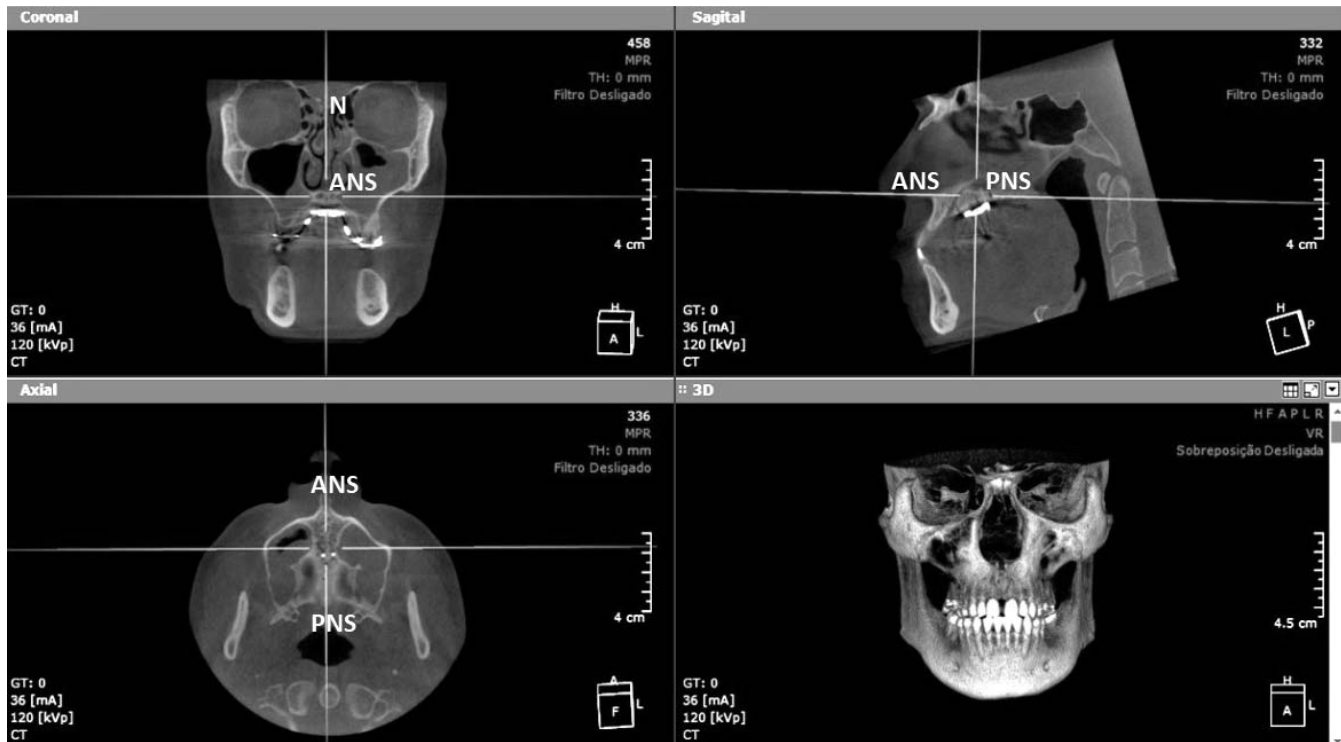 Coronal
458
MPR
TH: 0 mm
Filtro Desligado
N
ANS
4 cm
GT: 0
36 [mA]
120 [kVp]
CT
H
A
L
Sagital
332
MPR
TH: 0 mm
Filtro Desligado
ANS PNS
4 cm
GT: 0
36 [mA]
120 [kVp]
CT
H
L
P
Axial
336
MPR
TH: 0 mm
Filtro Desligado
ANS
PNS
4 cm
GT: 0
36 [mA]
120 [kVp]
CT
A
F
L
3D
H F A P L R
VR
Sobreposição Desligada
4.5 cm
GT: 0
36 [mA]
120 [kVp]
CT
H
A
L